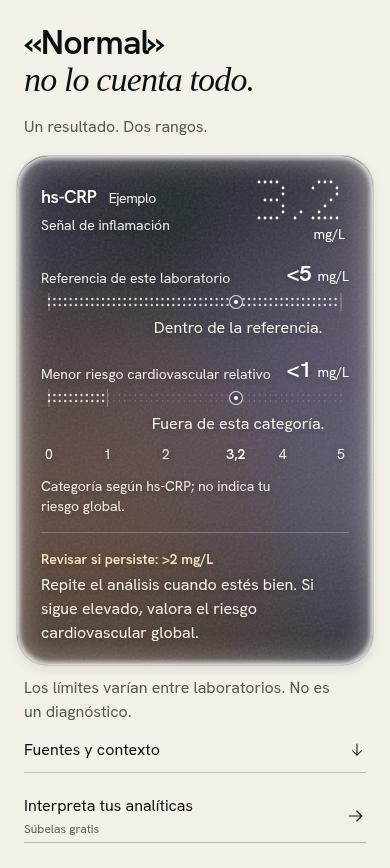 «Normal»
no lo cuenta todo.
Un resultado. Dos rangos.
hs-CRP Ejemplo
3,2
Señal de inflamación
mg/L
Referencia de este laboratorio <5 mg/L
Dentro de la referencia.
Menor riesgo cardiovascular relativo <1 mg/L
Fuera de esta categoría.
0 1 2 3,2 4 5
Categoría según hs-CRP; no indica tu
riesgo global.
Revisar si persiste: >2 mg/L
Repite el análisis cuando estés bien. Si
sigue elevado, valora el riesgo
cardiovascular global.
Los límites varían entre laboratorios. No es
un diagnóstico.
Fuentes y contexto ↓
Interpreta tus analíticas →
Súbelas gratis